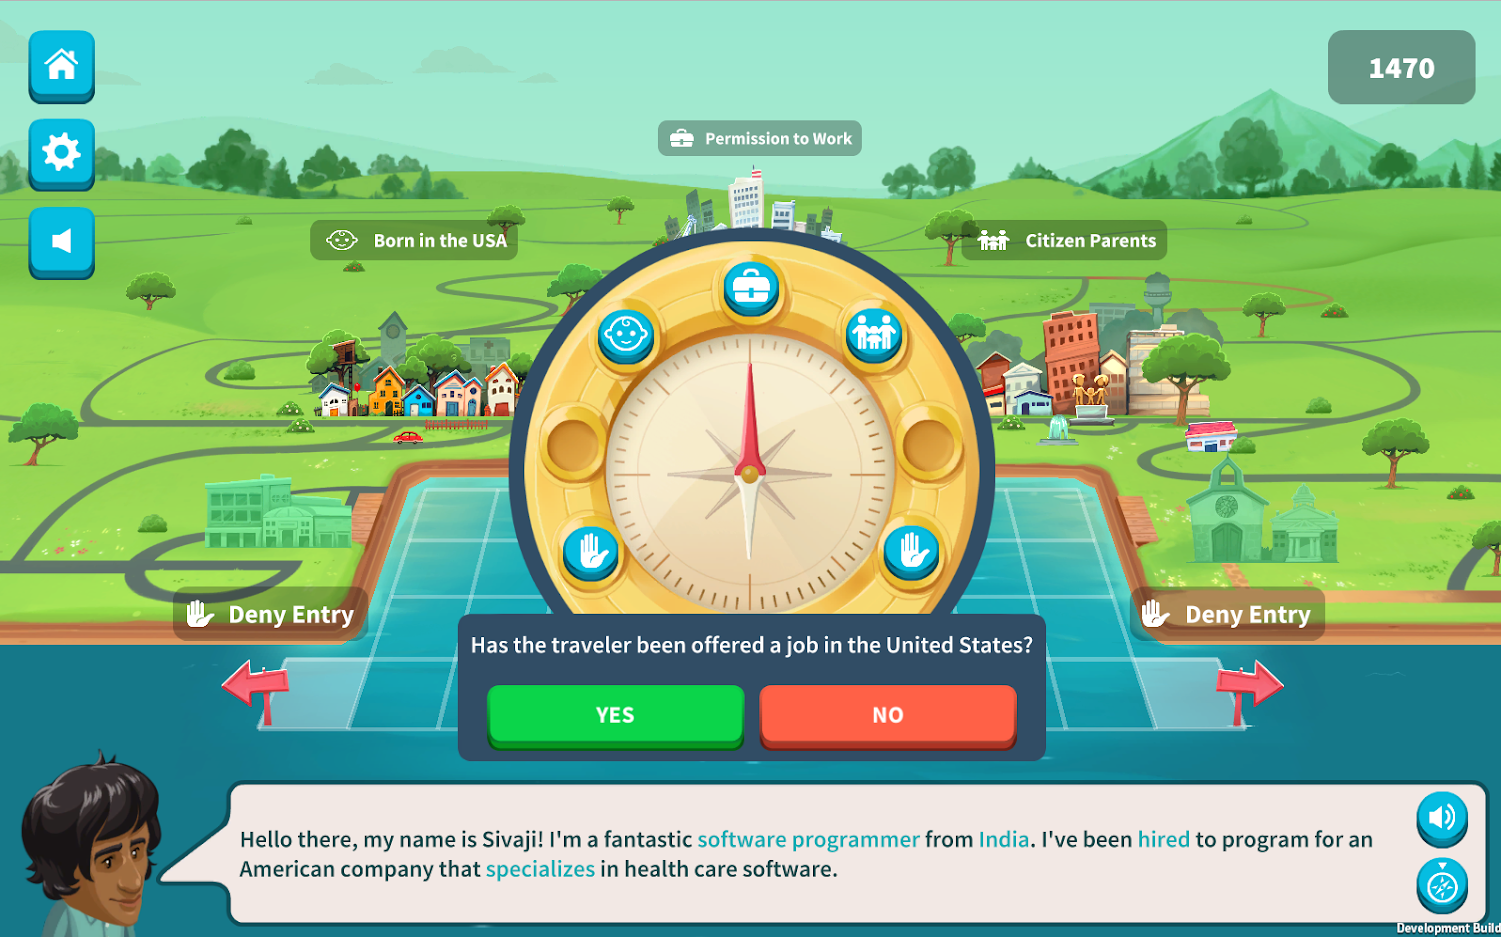 1470
Permission to Work
Born in the USA
Citizen Parents
Deny Entry
Deny Entry
Has the traveler been offered a job in the United States?
YES
NO
Hello there, my name is Sivaji! I'm a fantastic software programmer from India. I've been hired to program for an
American company that specializes in health care software.
Development Build